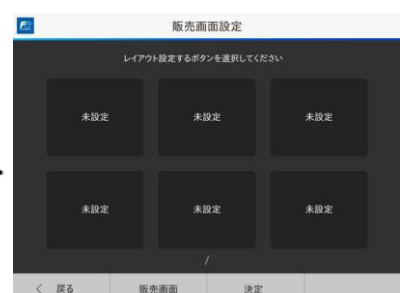 販売画面設定
レイアウト設定するボタンを選択してください
未設定 未設定 未設定
未設定 未設定 未設定
/
< 戻る 販売画面 決定